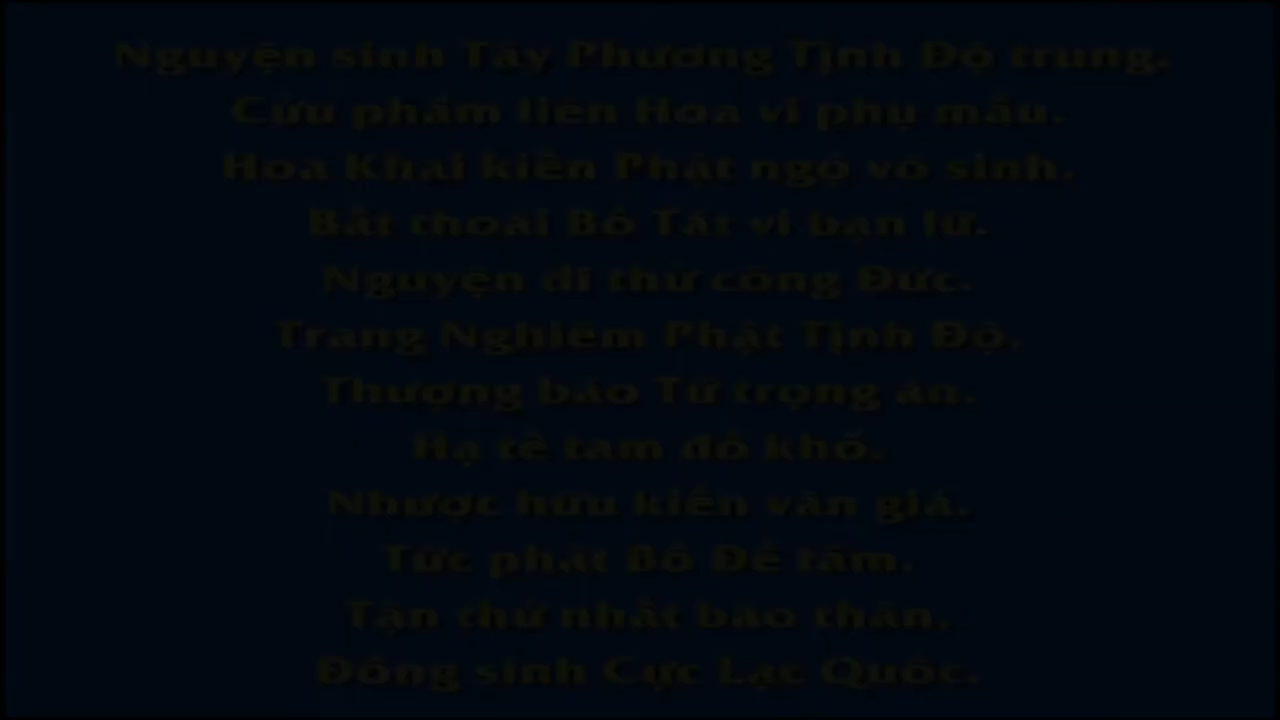 Nguyện sinh Tây Phương Tịnh Độ trung.
Cửu phẩm liên Hoa vi phụ mẫu.
Hoa Khai kiến Phật ngộ vô sinh.
Bất thoái Bồ Tát vi bạn lữ.
Nguyện dĩ thử công Đức.
Trang Nghiêm Phật Tịnh Độ.
Thượng báo Tứ trọng ân.
Hạ tế tam đồ khổ.
Nhược hữu kiến văn giả.
Tức phát Bồ Đề tâm.
Tận thử nhất báo thân.
Đồng sinh Cực Lạc Quốc.